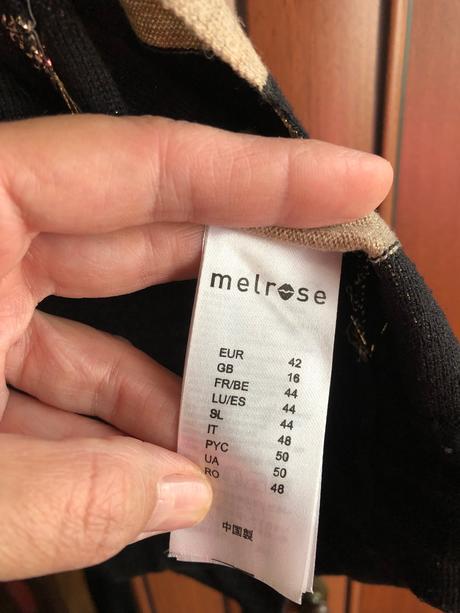 melrose
EUR 42
GB 16
FR/BE 44
LU/ES 44
SL 44
IT 48
PYC 50
UA 50
RO 48
中国製